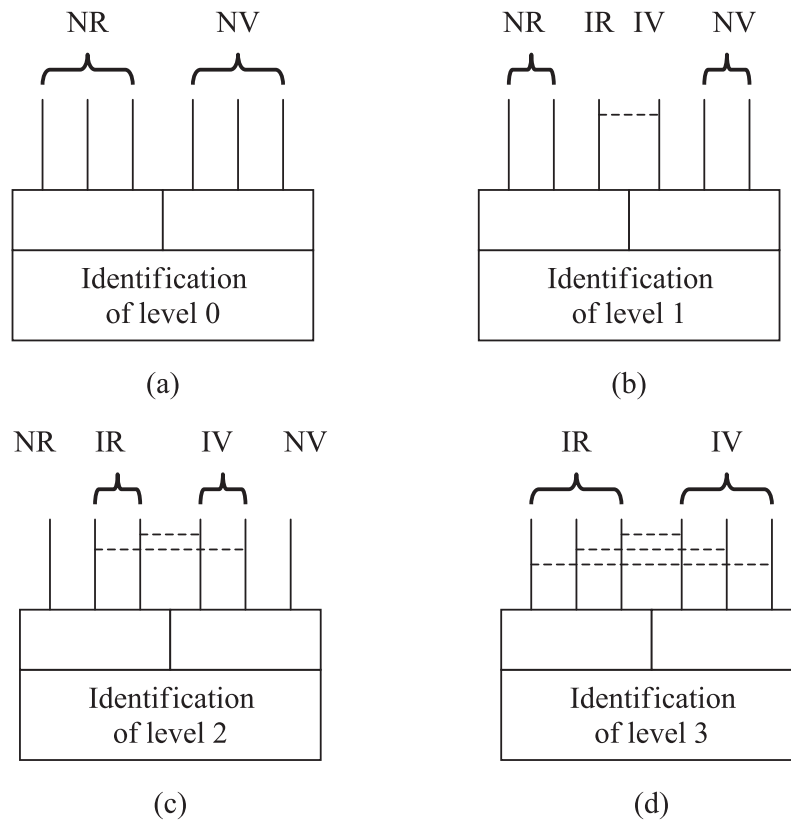 NR NV
Identification
of level 0
(a)
NR IR IV NV
Identification
of level 1
(b)
NR IR IV NV
Identification
of level 2
(c)
IR IV
Identification
of level 3
(d)